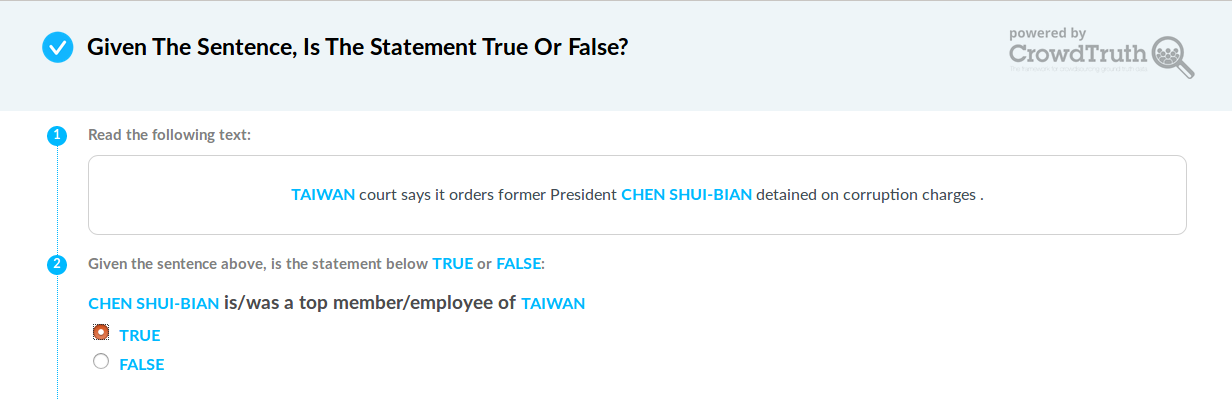 Given The Sentence, Is The Statement True Or False?
powered by
CrowdTruth
1
Read the following text:
TAIWAN court says it orders former President CHEN SHUI-BIAN detained on corruption charges .
2
Given the sentence above, is the statement below TRUE or FALSE:
CHEN SHUI-BIAN is/was a top member/employee of TAIWAN
TRUE
FALSE